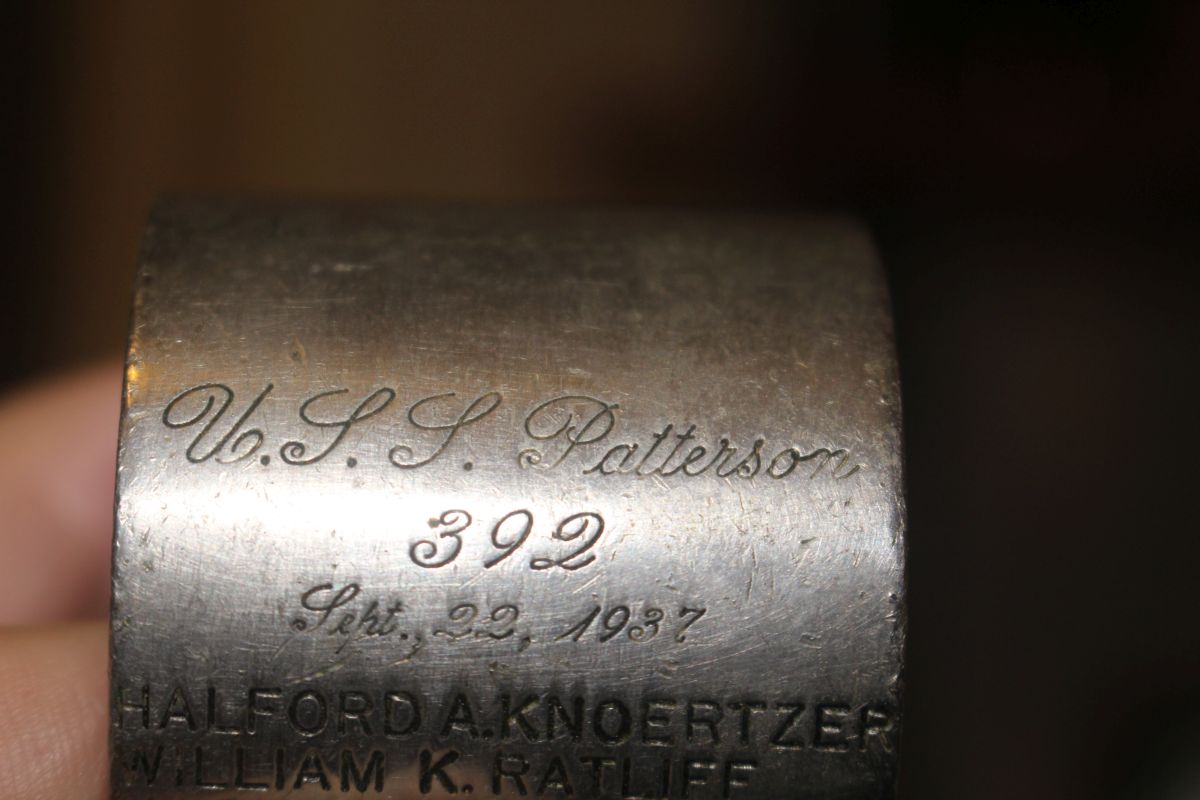 U.S.S. Patterson
392
Sept., 22, 1937
HALFORD A. KNOERTZER
WILLIAM K. RATLIFF